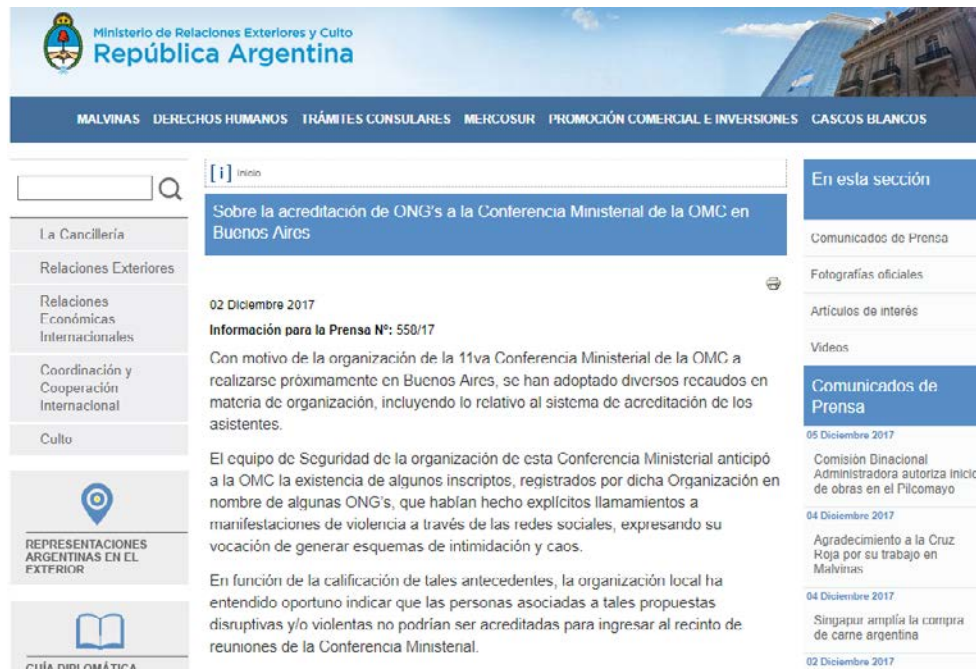 Ministerio de Relaciones Exteriores y Culto
República Argentina
MALVINAS DERECHOS HUMANOS TRÁMITES CONSULARES MERCOSUR PROMOCIÓN COMERCIAL E INVERSIONES CASCOS BLANCOS
La Cancillería
Relaciones Exteriores
Relaciones
Económicas
Internacionales
Coordinación y
Cooperación
Internacional
Culto
REPRESENTACIONES
ARGENTINAS EN EL
EXTERIOR
GUÍA DIPLOMÁTICA
[i] Inicio
Sobre la acreditación de ONG's a la Conferencia Ministerial de la OMC en
Buenos Aires
02 Diciembre 2017
Información para la Prensa N°: 550/17
Con motivo de la organización de la 11va Conferencia Ministerial de la OMC a
realizarse próximamente en Buenos Aires, se han adoptado diversos recaudos en
materia de organización, incluyendo lo relativo al sistema de acreditación de los
asistentes.
El equipo de Seguridad de la organización de esta Conferencia Ministerial anticipó
a la OMC la existencia de algunos inscriptos, registrados por dicha Organización en
nombre de algunas ONG's, que habían hecho explícitos llamamientos a
manifestaciones de violencia a través de las redes sociales, expresando su
vocación de generar esquemas de intimidación y caos.
En función de la calificación de tales antecedentes, la organización local ha
entendido oportuno indicar que las personas asociadas a tales propuestas
disruptivas y/o violentas no podrían ser acreditadas para ingresar al recinto de
reuniones de la Conferencia Ministerial.
En esta sección
Comunicados de Prensa
Fotografías oficiales
Artículos de interés
Videos
Comunicados de
Prensa
05 Diciembre 2017
Comisión Binacional
Administradora autoriza inicio
de obras en el Pilcomayo
04 Diciembre 2017
Agradecimiento a la Cruz
Roja por su trabajo en
Malvinas
04 Diciembre 2017
Singapur amplía la compra
de carne argentina
02 Diciembre 2017